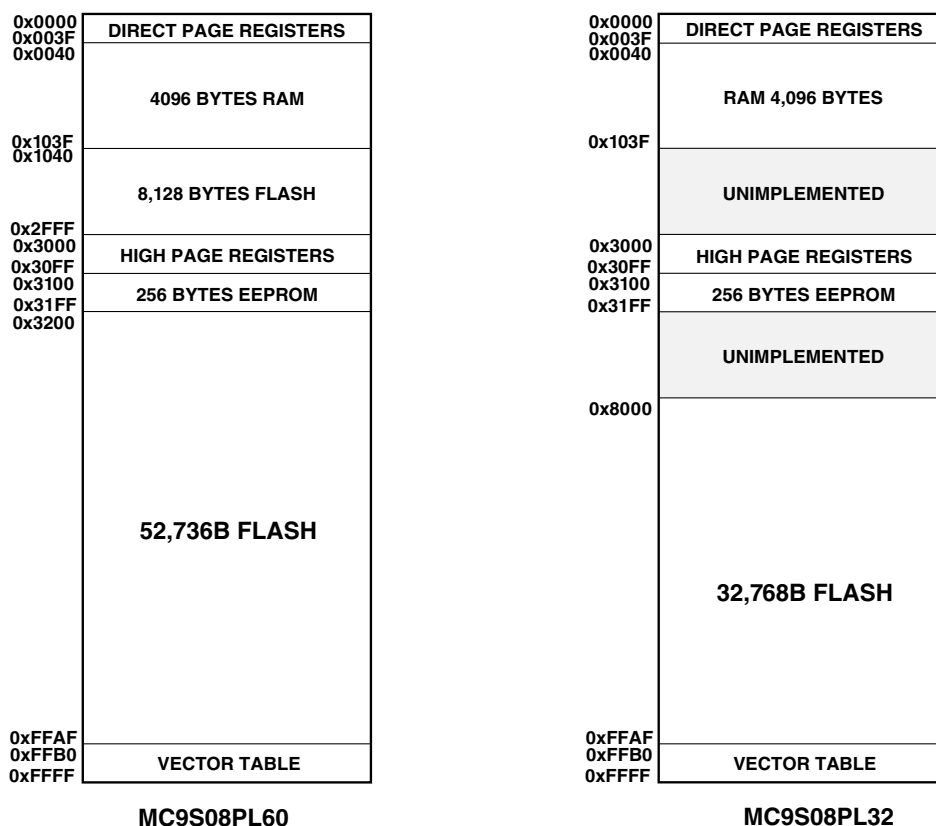 0x0000
DIRECT PAGE REGISTERS
0x003F
0x0040
4096 BYTES RAM
0x103F
0x1040
8,128 BYTES FLASH
0x2FFF
0x3000
HIGH PAGE REGISTERS
0x30FF
0x3100
256 BYTES EEPROM
0x31FF
0x3200
52,736B FLASH
0xFFAF
0xFFB0
VECTOR TABLE
0xFFFF
MC9S08PL60
0x0000
DIRECT PAGE REGISTERS
0x003F
0x0040
RAM 4,096 BYTES
0x103F
UNIMPLEMENTED
0x3000
HIGH PAGE REGISTERS
0x30FF
0x3100
256 BYTES EEPROM
0x31FF
UNIMPLEMENTED
0x8000
32,768B FLASH
0xFFAF
0xFFB0
VECTOR TABLE
0xFFFF
MC9S08PL32